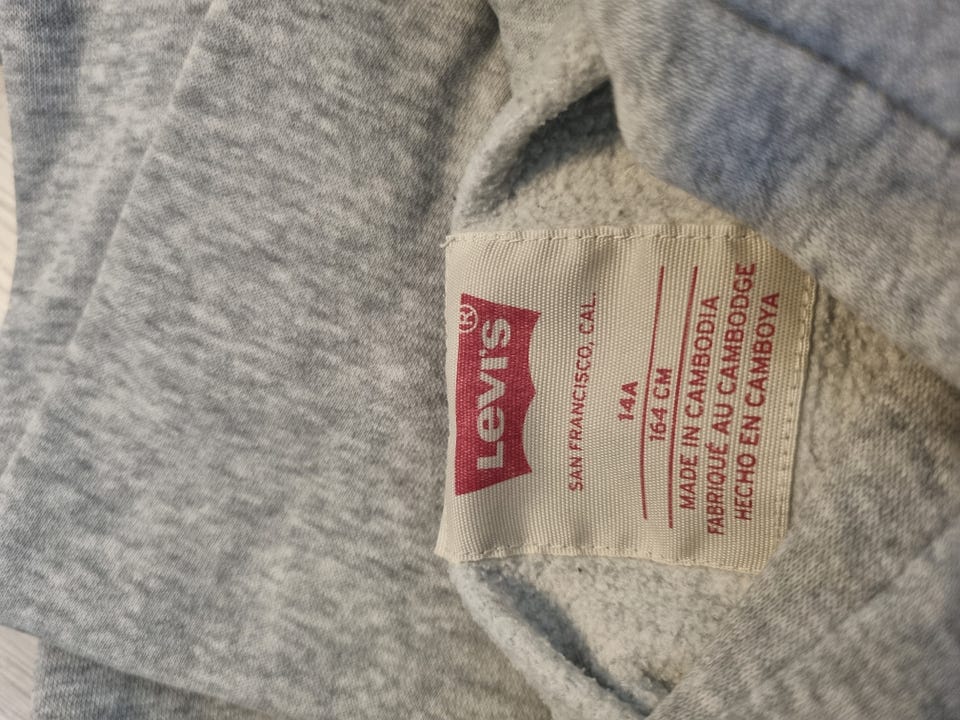 Levi's®
SAN FRANCISCO, CAL.
14A
164 CM
MADE IN CAMBODIA
FABRIQUÉ AU CAMBODGE
HECHO EN CAMBOYA